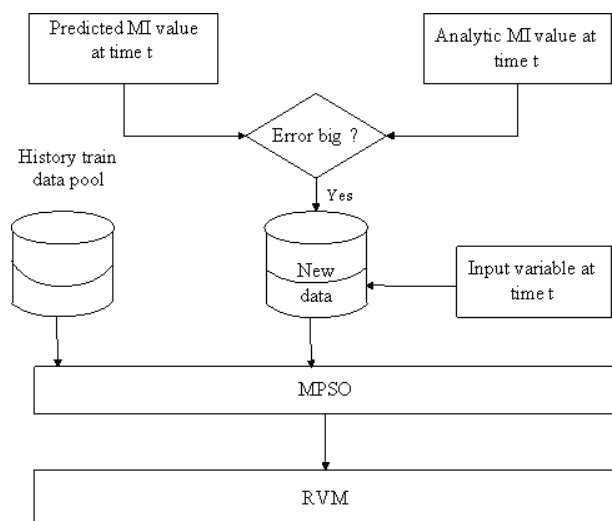 Predicted MI value
at time t
Analytic MI value at
time t
Error big ?
History train
data pool
Yes
New
data
Input variable at
time t
MPSO
RVM